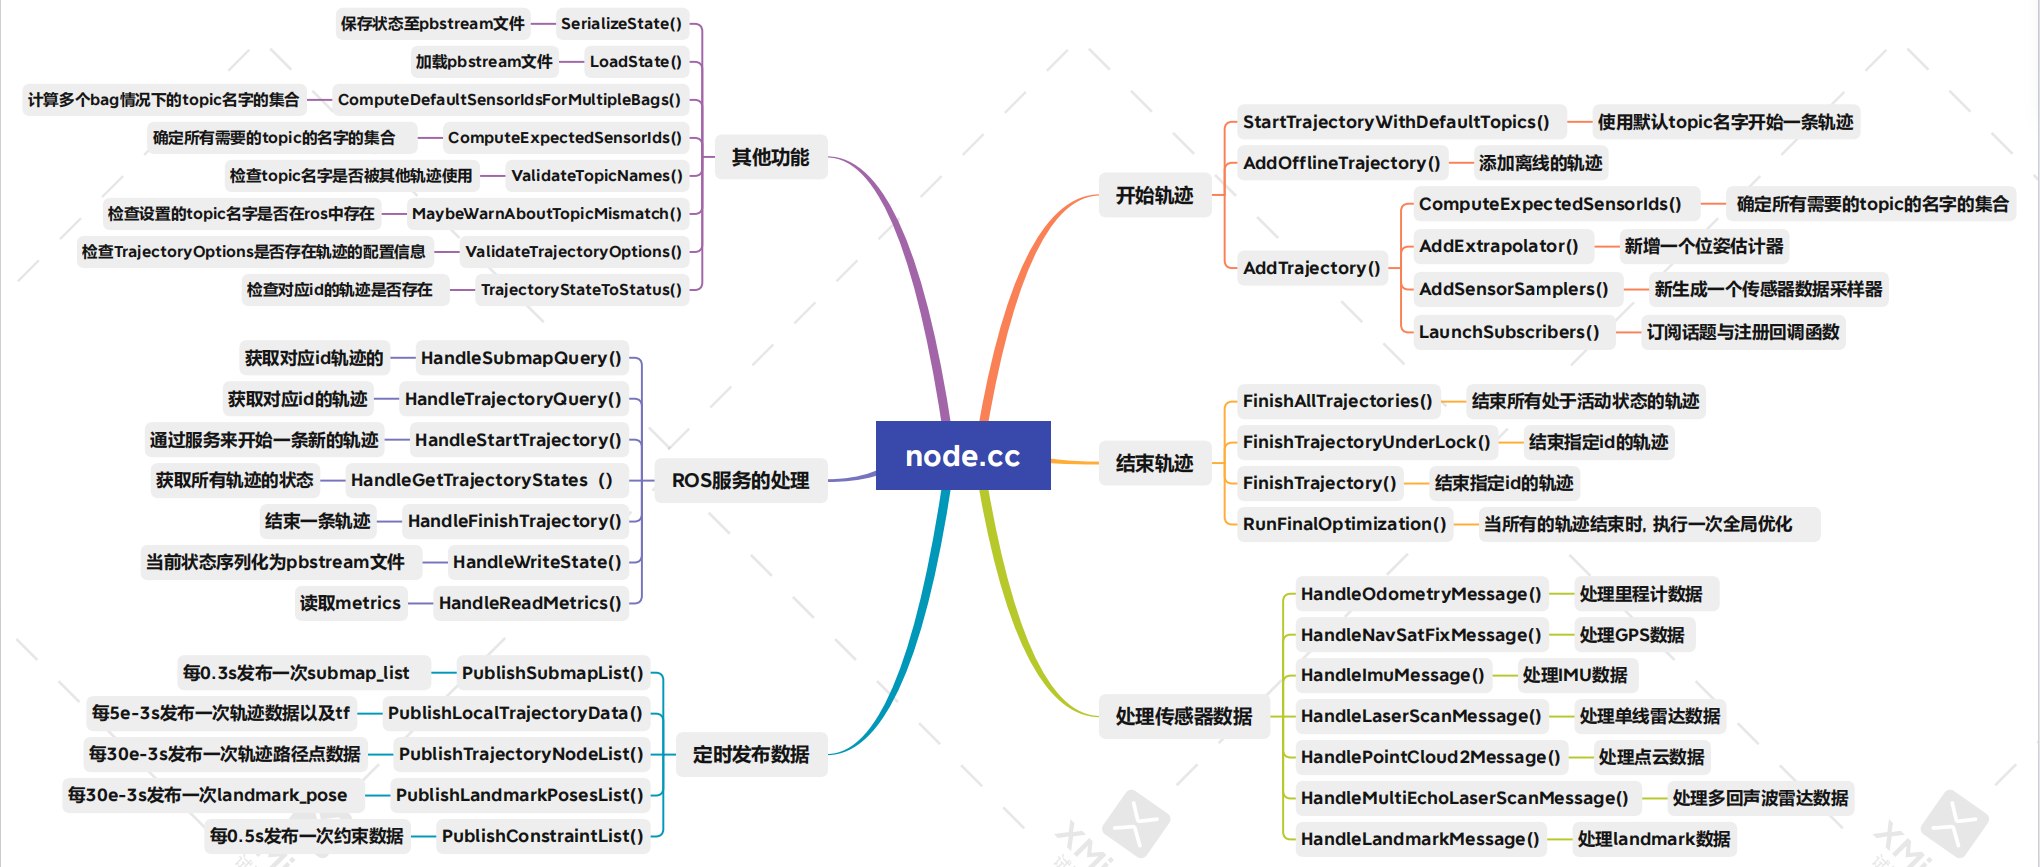 node.cc
开始轨迹
StartTrajectoryWithDefaultTopics()
使用默认topic名字开始一条轨迹
AddOfflineTrajectory()
添加离线的轨迹
AddTrajectory()
ComputeExpectedSensorIds()
确定所有需要的topic的名字的集合
AddExtrapolator()
新增一个位姿估计器
AddSensorSamplers()
新生成一个传感器数据采样器
LaunchSubscribers()
订阅话题与注册回调函数
结束轨迹
FinishAllTrajectories()
结束所有处于活动状态的轨迹
FinishTrajectoryUnderLock()
结束指定id的轨迹
FinishTrajectory()
结束指定id的轨迹
RunFinalOptimization()
当所有的轨迹结束时, 执行一次全局优化
处理传感器数据
HandleOdometryMessage()
处理里程计数据
HandleNavSatFixMessage()
处理GPS数据
HandleImuMessage()
处理IMU数据
HandleLaserScanMessage()
处理单线雷达数据
HandlePointCloud2Message()
处理点云数据
HandleMultiEchoLaserScanMessage()
处理多回声波雷达数据
HandleLandmarkMessage()
处理landmark数据
其他功能
SerializeState()
保存状态至pbstream文件
LoadState()
加载pbstream文件
ComputeDefaultSensorIdsForMultipleBags()
计算多个bag情况下的topic名字的集合
ComputeExpectedSensorIds()
确定所有需要的topic的名字的集合
ValidateTopicNames()
检查topic名字是否被其他轨迹使用
MaybeWarnAboutTopicMismatch()
检查设置的topic名字是否在ros中存在
ValidateTrajectoryOptions()
检查TrajectoryOptions是否存在轨迹的配置信息
TrajectoryStateToStatus()
检查对应id的轨迹是否存在
ROS服务的处理
HandleSubmapQuery()
获取对应id轨迹的
HandleTrajectoryQuery()
获取对应id的轨迹
HandleStartTrajectory()
通过服务来开始一条新的轨迹
HandleGetTrajectoryStates（）
获取所有轨迹的状态
HandleFinishTrajectory()
结束一条轨迹
HandleWriteState()
当前状态序列化为pbstream文件
HandleReadMetrics()
读取metrics
定时发布数据
PublishSubmapList()
每0.3s发布一次submap_list
PublishLocalTrajectoryData()
每5e-3s发布一次轨迹数据以及tf
PublishTrajectoryNodeList()
每30e-3s发布一次轨迹路径点数据
PublishLandmarkPosesList()
每30e-3s发布一次landmark_pose
PublishConstraintList()
每0.5s发布一次约束数据